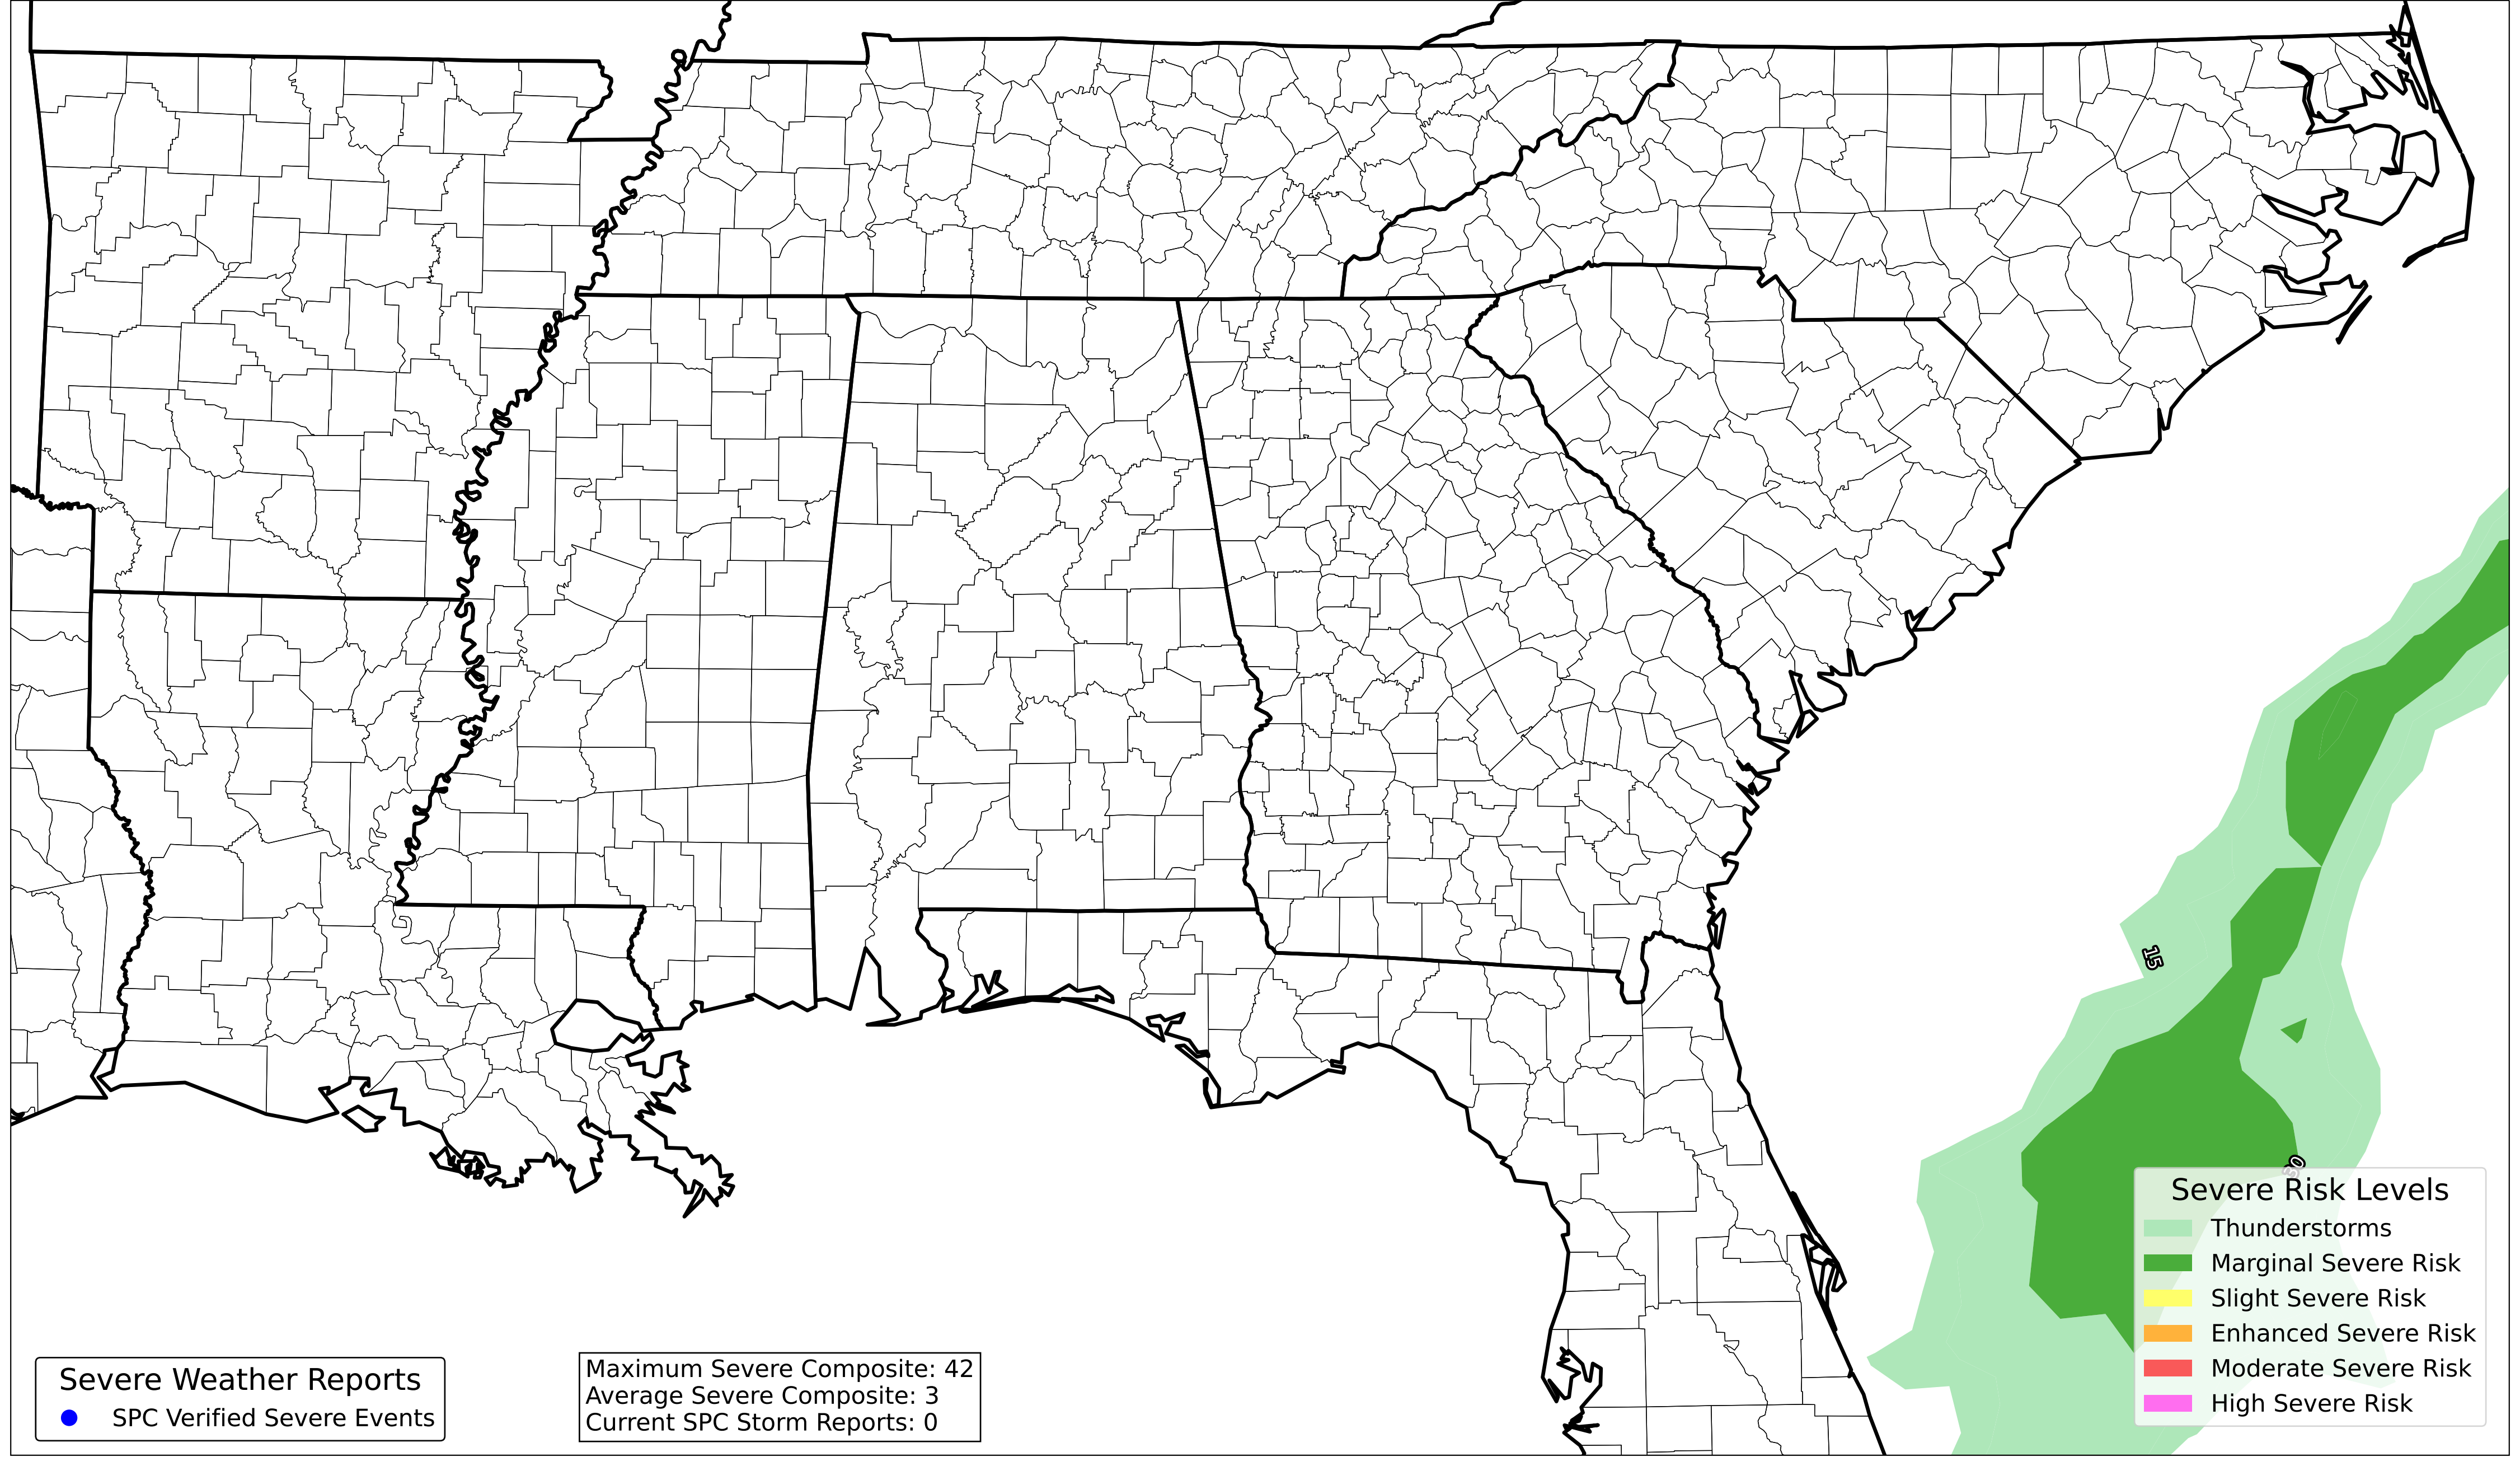 15
Severe Risk Levels
Thunderstorms
Marginal Severe Risk
Slight Severe Risk
Enhanced Severe Risk
Moderate Severe Risk
High Severe Risk
Severe Weather Reports
SPC Verified Severe Events
Maximum Severe Composite: 42
Average Severe Composite: 3
Current SPC Storm Reports: 0